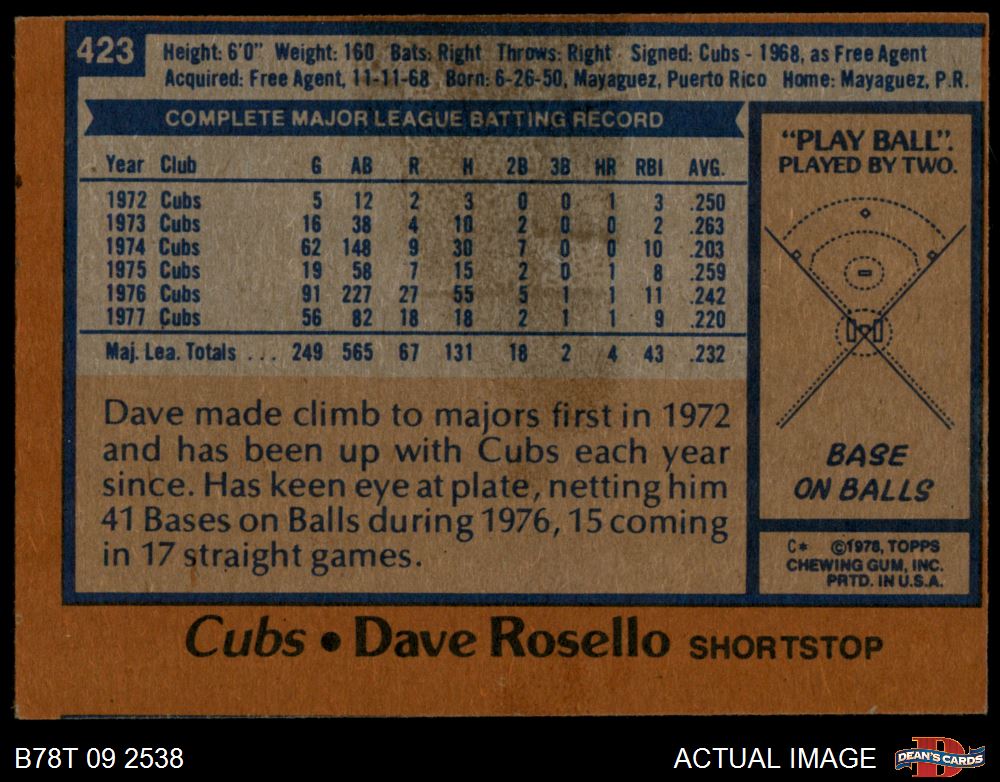 423
Height: 6'0" Weight: 160 Bats: Right Throws: Right · Signed: Cubs - 1968, as Free Agent
Acquired: Free Agent, 11-11-68 Born: 6-26-50, Mayaguez, Puerto Rico Home: Mayaguez, P.R.
COMPLETE MAJOR LEAGUE BATTING RECORD
Year Club G AB R H 2B 3B HR RBI AVG.
1972 Cubs 5 12 2 3 0 0 1 3 .250
1973 Cubs 16 38 4 10 2 0 0 2 .263
1974 Cubs 62 148 9 30 7 0 0 10 .203
1975 Cubs 19 58 7 15 2 0 1 8 .259
1976 Cubs 91 227 27 55 5 1 1 11 .242
1977 Cubs 56 82 18 18 2 1 1 9 .220
Maj. Lea. Totals ... 249 565 67 131 18 2 4 43 .232
Dave made climb to majors first in 1972
and has been up with Cubs each year
since. Has keen eye at plate, netting him
41 Bases on Balls during 1976, 15 coming
in 17 straight games.
"PLAY BALL".
PLAYED BY TWO.
BASE
ON BALLS
C* ©1978, TOPPS
CHEWING GUM, INC.
PRTD. IN U.S.A.
Cubs • Dave Rosello SHORTSTOP
B78T 09 2538
ACTUAL IMAGE
D
DEAN'S CARDS